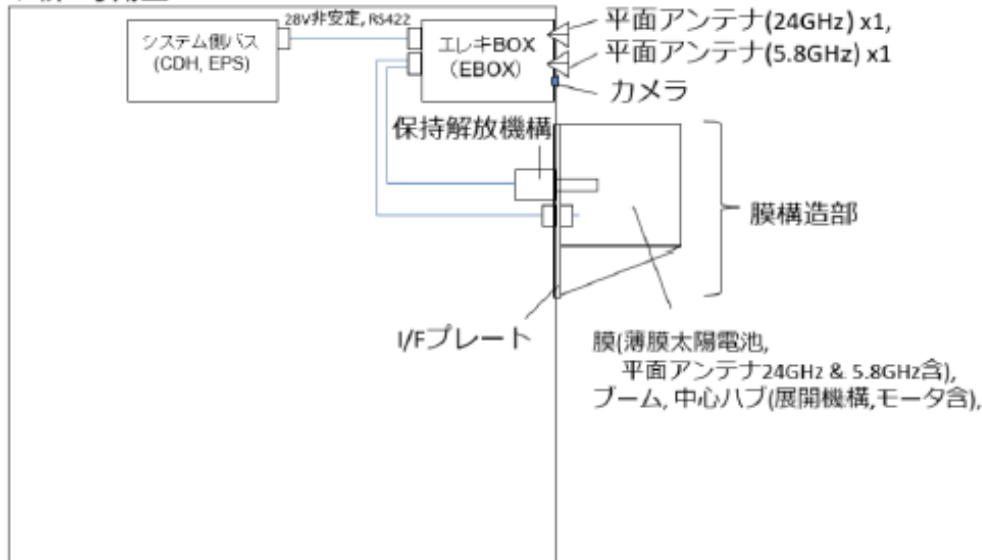 28V非安定, RS422
システム側バス
(CDH, EPS)
エレキBOX
(EBOX)
平面アンテナ(24GHz) x1,
平面アンテナ(5.8GHz) x1
カメラ
保持解放機構
膜構造部
I/Fプレート
膜(薄膜太陽電池,
平面アンテナ24GHz & 5.8GHz含),
ブーム, 中心ハブ(展開機構,モータ含),